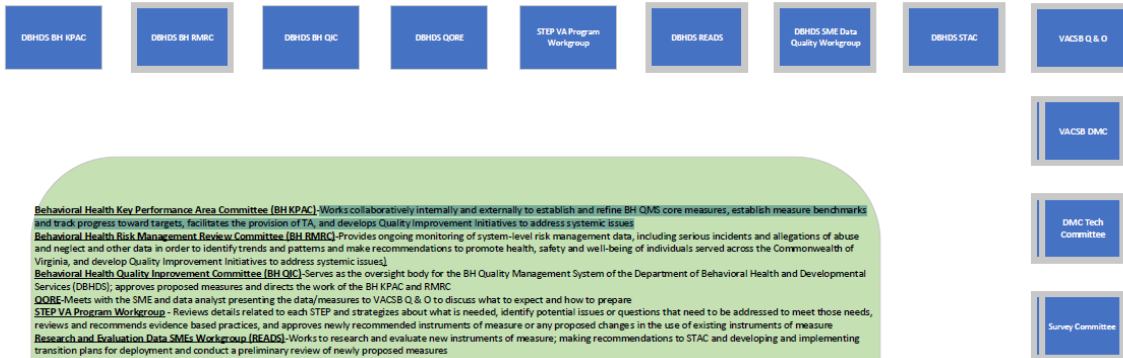 DBHDS BH KPAC
DBHDS BH RMRC
DBHDS BH QIC
DBHDS QORE
STEP VA Program
Workgroup
DBHDS READS
DBHDS SME Data
Quality Workgroup
DBHDS STAC
VACSB Q & O
VACSB DMC
DMC Tech
Committee
Survey Committee
Behavioral Health Key Performance Area Committee (BH KPAC)-Works collaboratively internally and externally to establish and refine BH QMS core measures, establish measure benchmarks
and track progress toward targets, facilitates the provision of TA, and develops Quality Improvement Initiatives to address systemic issues
Behavioral Health Risk Management Review Committee (BH RMRC)-Provides ongoing monitoring of system-level risk management data, including serious incidents and allegations of abuse
and neglect and other data in order to identify trends and patterns and make recommendations to promote health, safety and well-being of individuals served across the Commonwealth of
Virginia, and develop Quality Improvement Initiatives to address systemic issues)
Behavioral Health Quality Inprovement Committee (BH QIC)-Serves as the oversight body for the BH Quality Management System of the Department of Behavioral Health and Developmental
Services (DBHDS); approves proposed measures and directs the work of the BH KPAC and RMRC
QORE-Meets with the SME and data analyst presenting the data/measures to VACSB Q & O to discuss what to expect and how to prepare
STEP VA Program Workgroup - Reviews details related to each STEP and strategizes about what is needed, identify potential issues or questions that need to be addressed to meet those needs,
reviews and recommends evidence based practices, and approves newly recommended instruments of measure or any proposed changes in the use of existing instruments of measure
Research and Evaluation Data SMEs Workgroup (READS)-Works to research and evaluate new instruments of measure; making recommendations to STAC and developing and implementing
transition plans for deployment and conduct a preliminary review of newly proposed measures